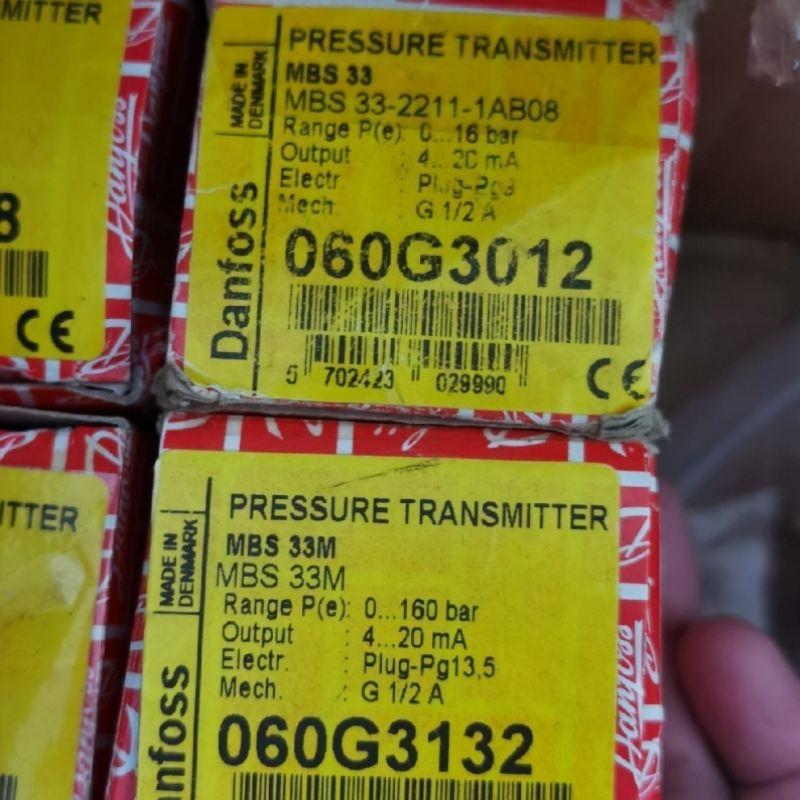 MITTER
8
CE
ITTER
MADE IN
DENMARK
Danfoss
PRESSURE TRANSMITTER
MBS 33
MBS 33-2211-1AB08
Range P(e): 0...16 bar
Output : 4...20 mA
Electr. : Plug-Pg9
Mech. : G 1/2 A
060G3012
5 702423 029990
CE
Danfoss
MADE IN
DENMARK
nfoss
PRESSURE TRANSMITTER
MBS 33M
MBS 33M
Range P(e): 0...160 bar
Output : 4...20 mA
Electr. : Plug-Pg13,5
Mech. : G 1/2 A
060G3132
Danfoss